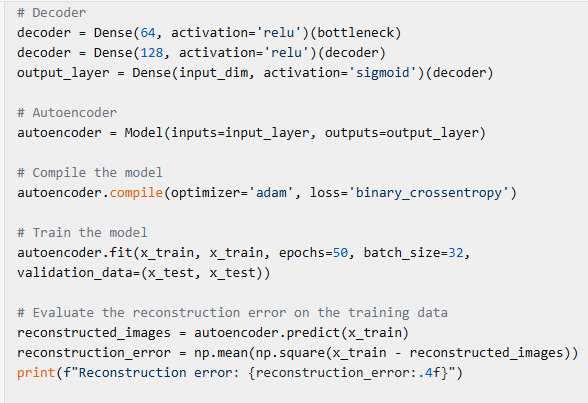 # Decoder
decoder = Dense(64, activation='relu')(bottleneck)
decoder = Dense(128, activation='relu')(decoder)
output_layer = Dense(input_dim, activation='sigmoid')(decoder)
# Autoencoder
autoencoder = Model(inputs=input_layer, outputs=output_layer)
# Compile the model
autoencoder.compile(optimizer='adam', loss='binary_crossentropy')
# Train the model
autoencoder.fit(x_train, x_train, epochs=50, batch_size=32,
validation_data=(x_test, x_test))
# Evaluate the reconstruction error on the training data
reconstructed_images = autoencoder.predict(x_train)
reconstruction_error = np.mean(np.square(x_train - reconstructed_images))
print(f"Reconstruction error: {reconstruction_error:.4f}")